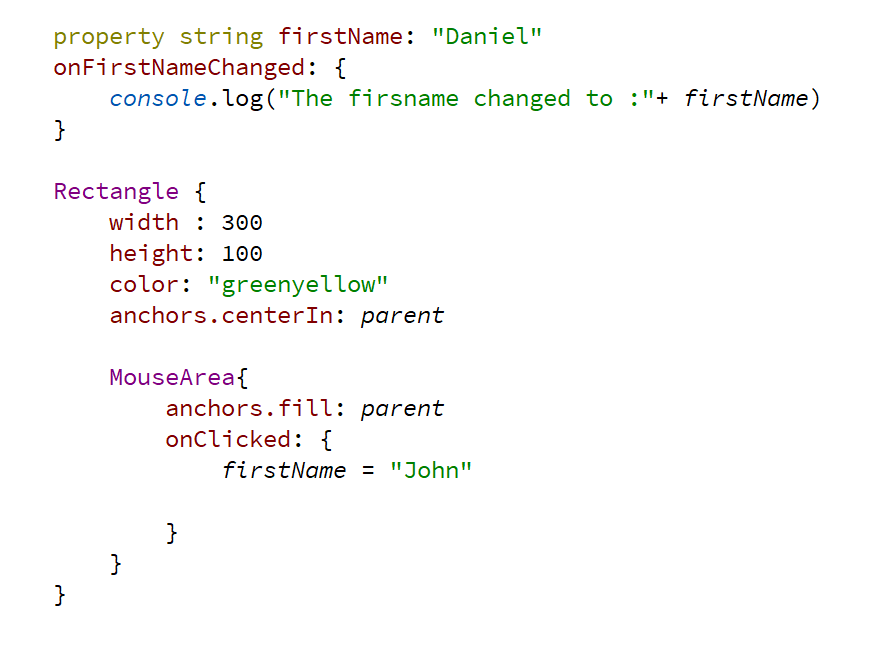 property string firstName: "Daniel"
onFirstNameChanged: {
    console.log("The firsname changed to :"+ firstName)
}
Rectangle {
    width : 300
    height: 100
    color: "greenyellow"
    anchors.centerIn: parent
    MouseArea{
        anchors.fill: parent
        onClicked: {
            firstName = "John"
        }
    }
}